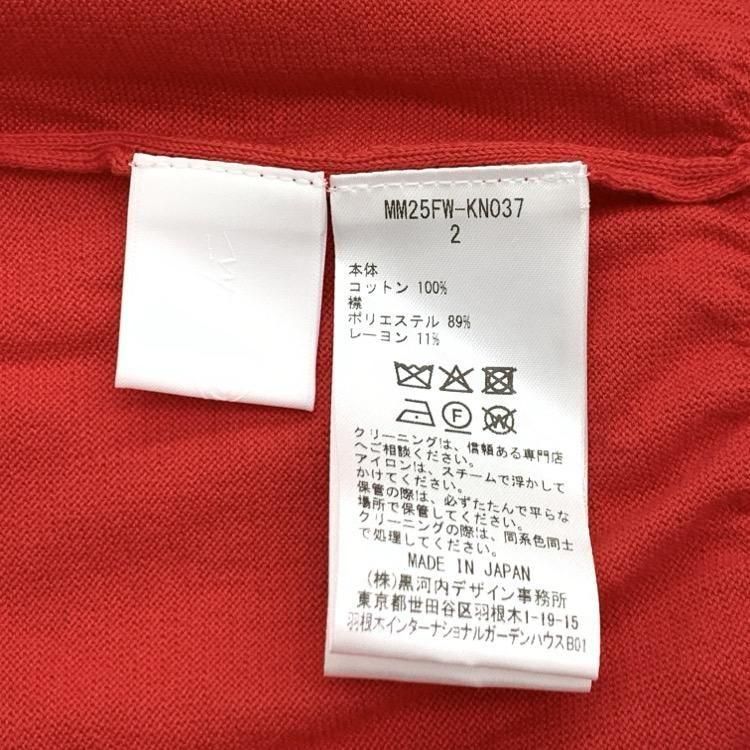 MM25FW-KN037
2
本体
コットン 100%
襟
ポリエステル 89%
レーヨン 11%
クリーニングは、信頼ある専門店
へご相談ください。
アイロンは、スチームで浮かして
かけてください。
保管の際は、必ずたたんで平らな
場所で保管してください。
クリーニングの際は、同系色同士
で処理してください。
MADE IN JAPAN
(株)黒河内デザイン事務所
東京都世田谷区羽根木1-19-15
羽根木インターナショナルガーデンハウスB01